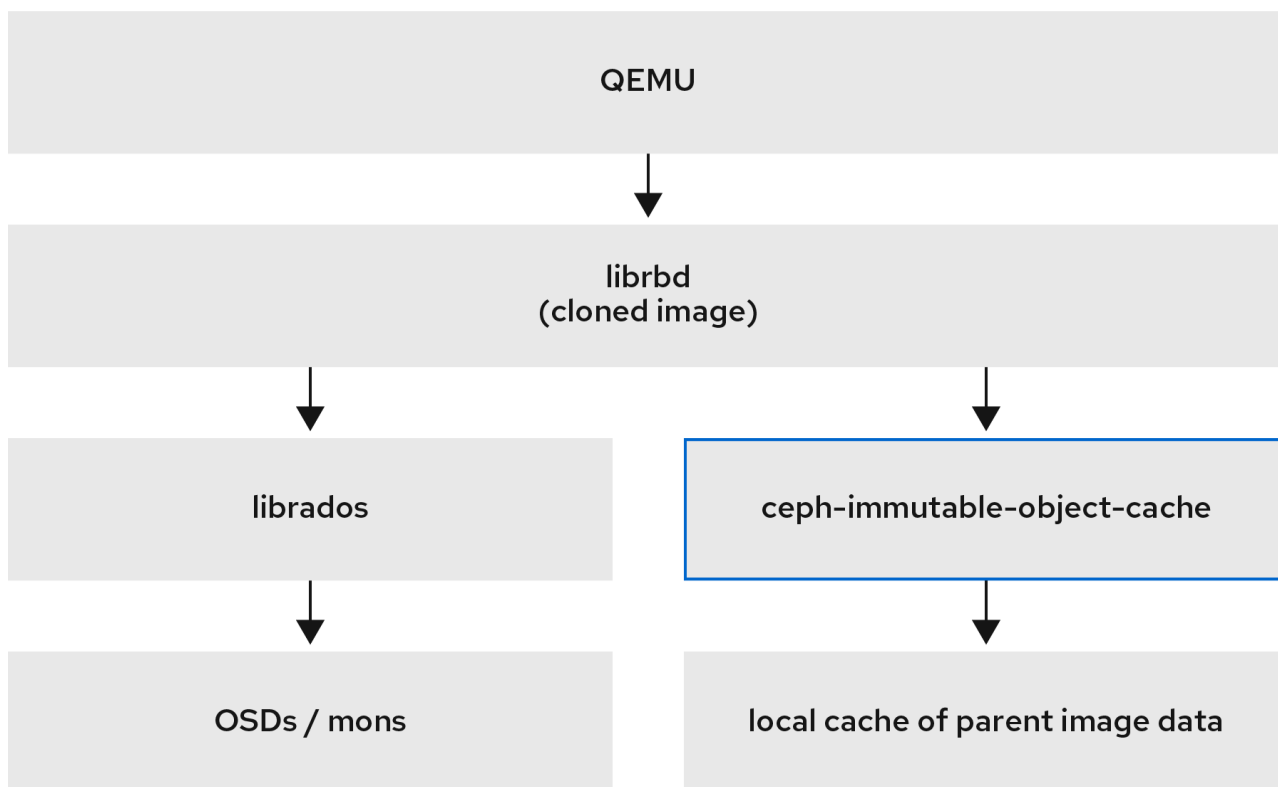 QEMU
librbd
(cloned image)
librados
ceph-immutable-object-cache
OSDs / mons
local cache of parent image data